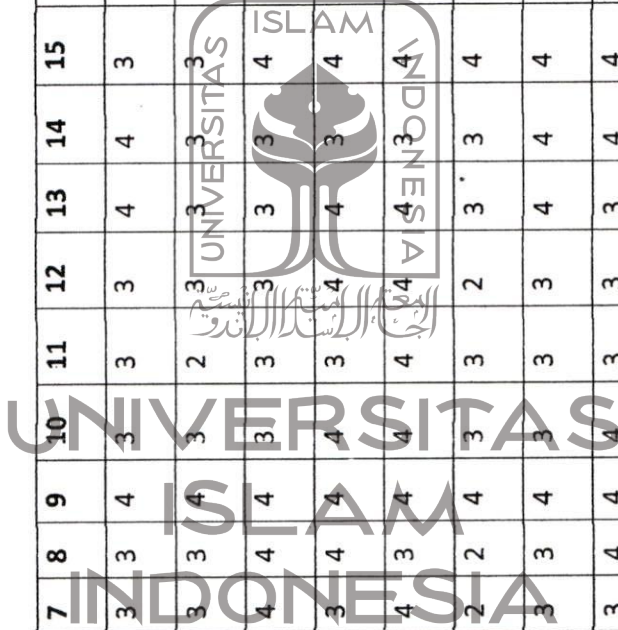 7 8 9 10 11 12 13 14 15
3 3 4 3 3 3 4 4 3
3 3 4 3 2 3 3 3 3
4 4 4 3 3 3 3 3 4
3 4 4 4 3 4 4 3 4
4 3 4 4 4 4 4 3 4
2 2 4 3 3 2 3 3 4
3 3 4 3 3 3 4 4 4
3 4 4 4 3 3 3 4 4
UNIVERSITAS
ISLAM
INDONESIA
UNIVERSITAS
ISLAM
INDONESIA